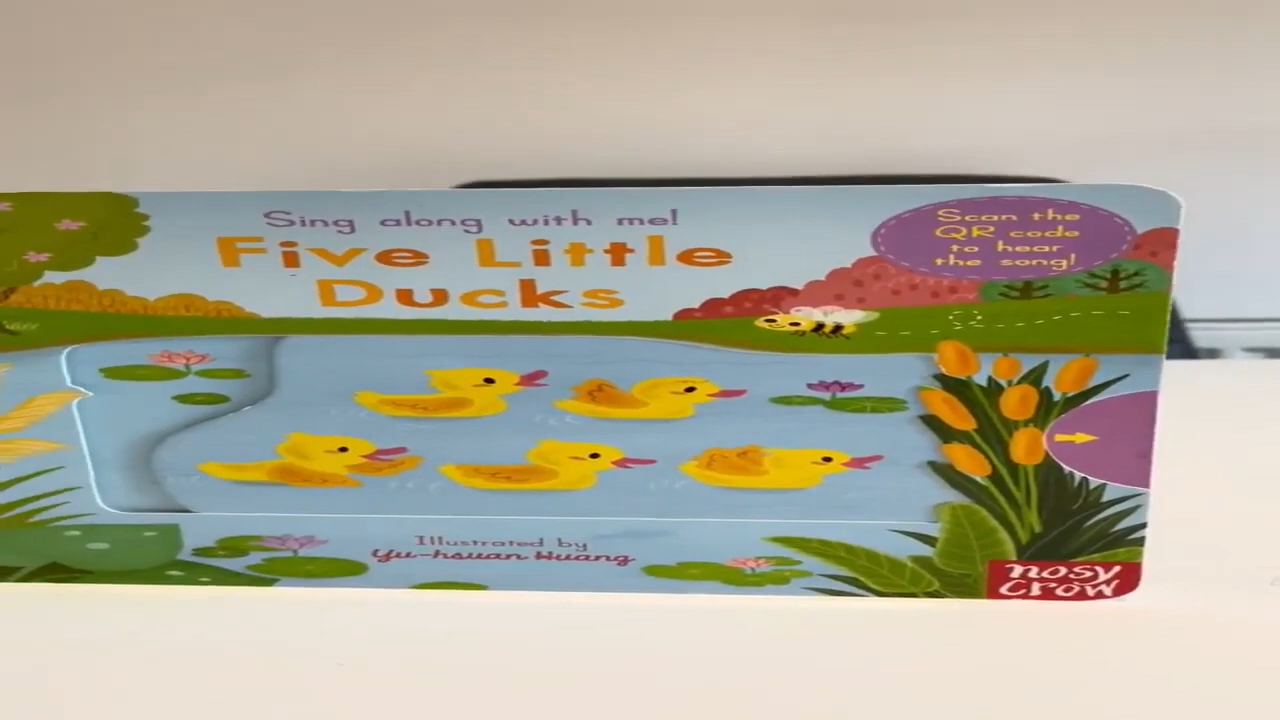 Sing along with me!
Five Little
Ducks
Scan the
QR code
to hear
the song!
Illustrated by
Yu-hsuan Huang
nosy
crow